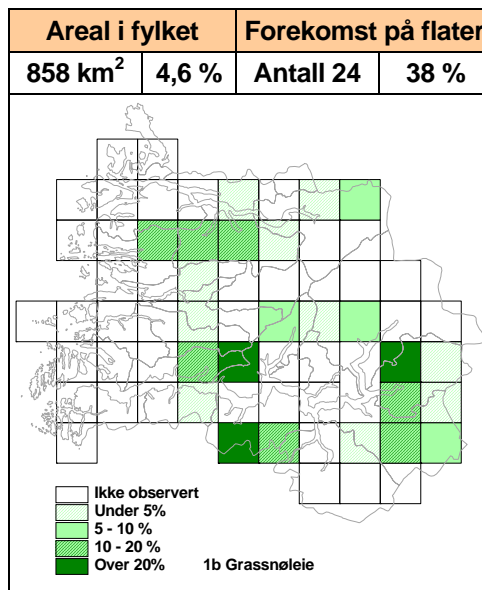 Areal i fylket Forekomst på flater
858 km² 4,6 % Antall 24 38 %
Ikke observert
Under 5%
5 - 10 %
10 - 20 %
Over 20% 1b Grassnøleie